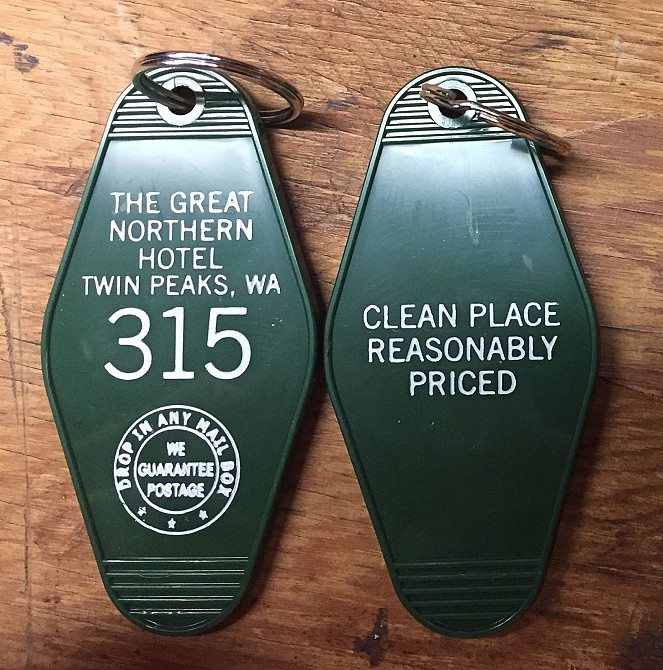 THE GREAT
NORTHERN
HOTEL
TWIN PEAKS, WA
315
DROP IN ANY MAIL BOX
WE
GUARANTEE
POSTAGE
CLEAN PLACE
REASONABLY
PRICED